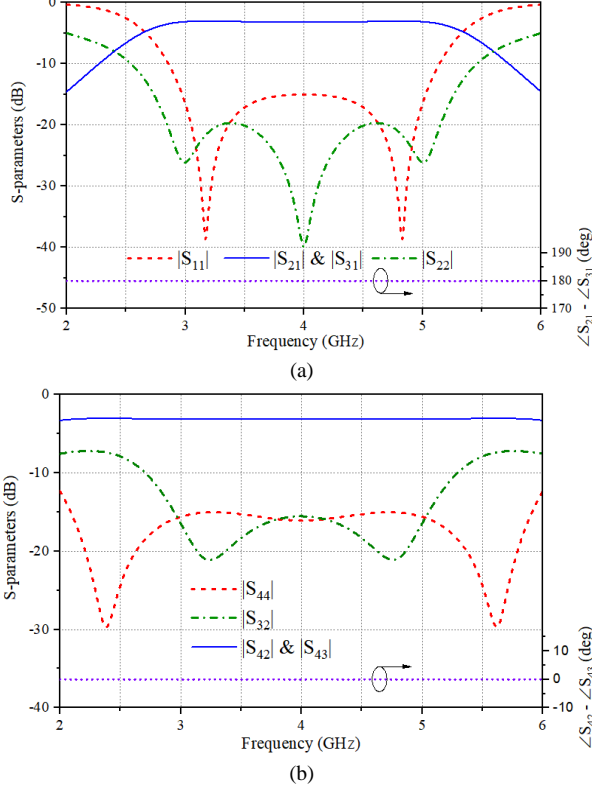 0
-10
-20
-30
-40
-50
S-parameters (dB)
|S11| |S21| & |S31| |S22|
190
180
170
∠S21 - ∠S31 (deg)
2 3 4 5 6
Frequency (GHz)
(a)
0
-10
-20
-30
-40
S-parameters (dB)
|S44|
|S32|
|S42| & |S43|
10
0
-10
∠S42 - ∠S43 (deg)
2 3 4 5 6
Frequency (GHz)
(b)